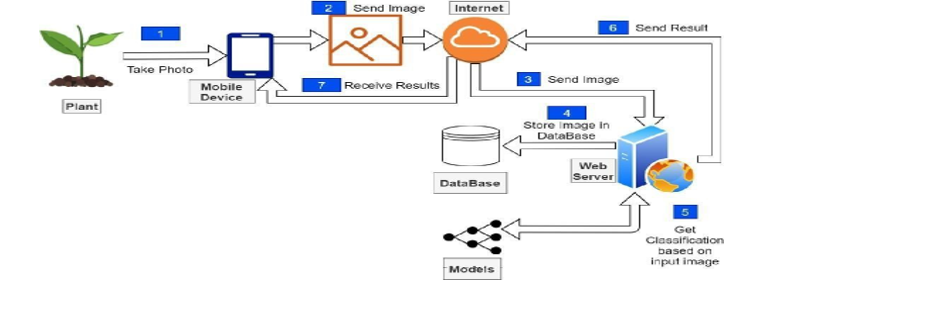 1
Take Photo
Plant
Mobile
Device
2 Send Image
Internet
3 Send Image
4
Store Image in
DataBase
DataBase
Web
Server
5
Get
Classification
based on
input image
Models
6 Send Result
7 Receive Results